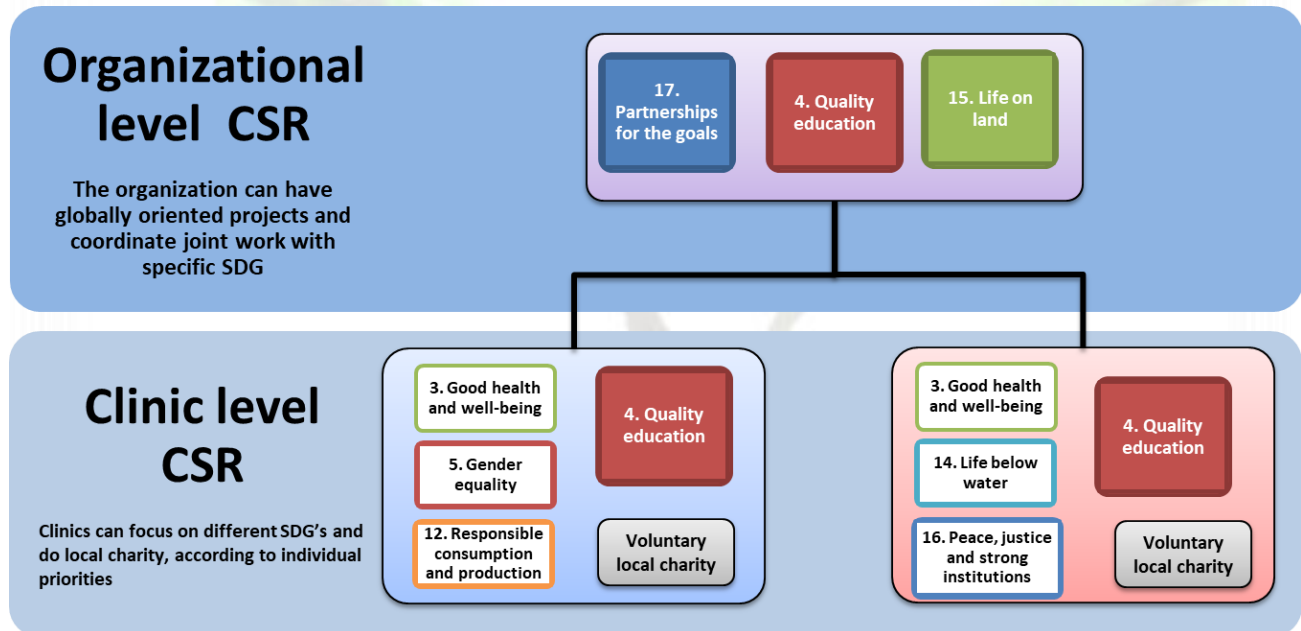 Organizational
level CSR
The organization can have
globally oriented projects and
coordinate joint work with
specific SDG
17.
Partnerships
for the goals
4. Quality
education
15. Life on
land
Clinic level
CSR
Clinics can focus on different SDG's and
do local charity, according to individual
priorities
3. Good health
and well-being
5. Gender
equality
12. Responsible
consumption
and production
4. Quality
education
Voluntary
local charity
3. Good health
and well-being
14. Life below
water
16. Peace, justice
and strong
institutions
4. Quality
education
Voluntary
local charity